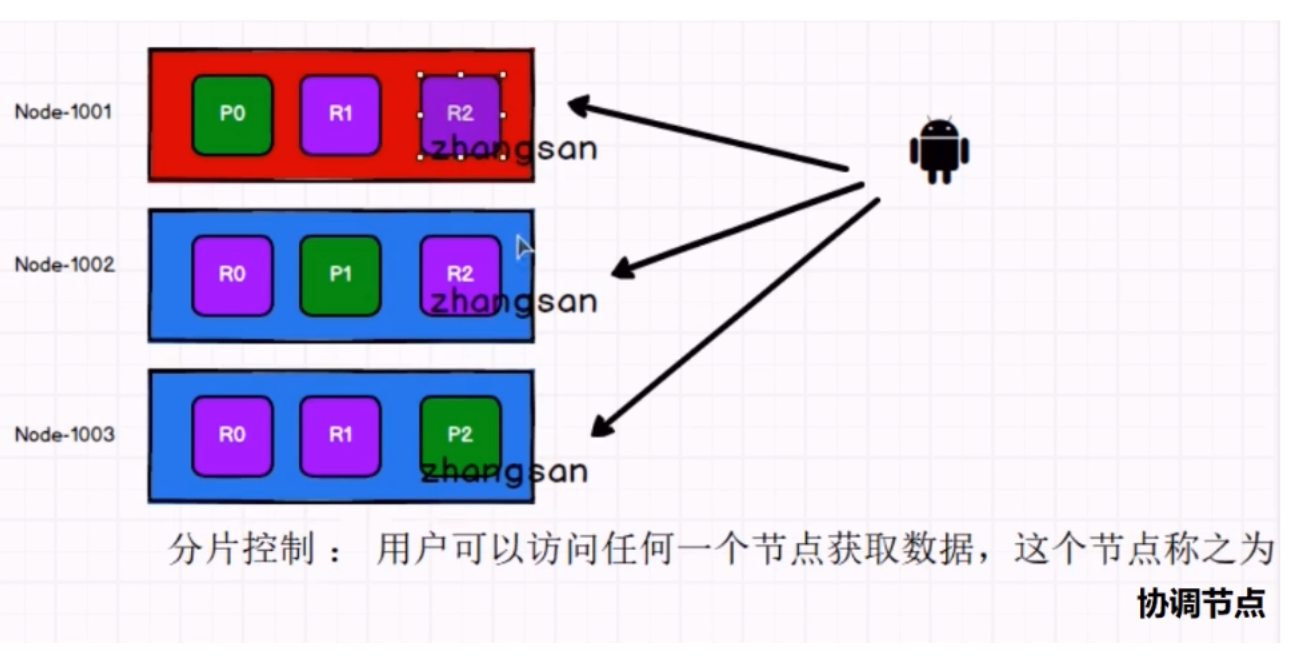 Node-1001
P0
R1
R2
zhangsan
Node-1002
R0
P1
R2
zhangsan
Node-1003
R0
R1
P2
zhangsan
分片控制： 用户可以访问任何一个节点获取数据，这个节点称之为
协调节点